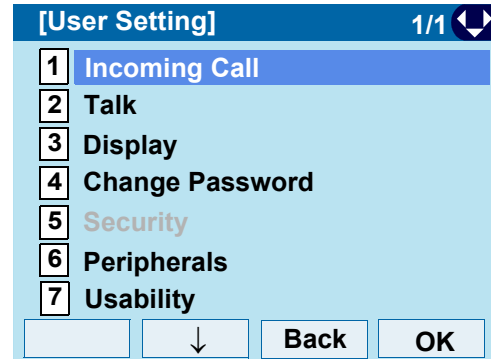 [User Setting] 1/1
1 Incoming Call
2 Talk
3 Display
4 Change Password
5 Security
6 Peripherals
7 Usability
↓ Back OK